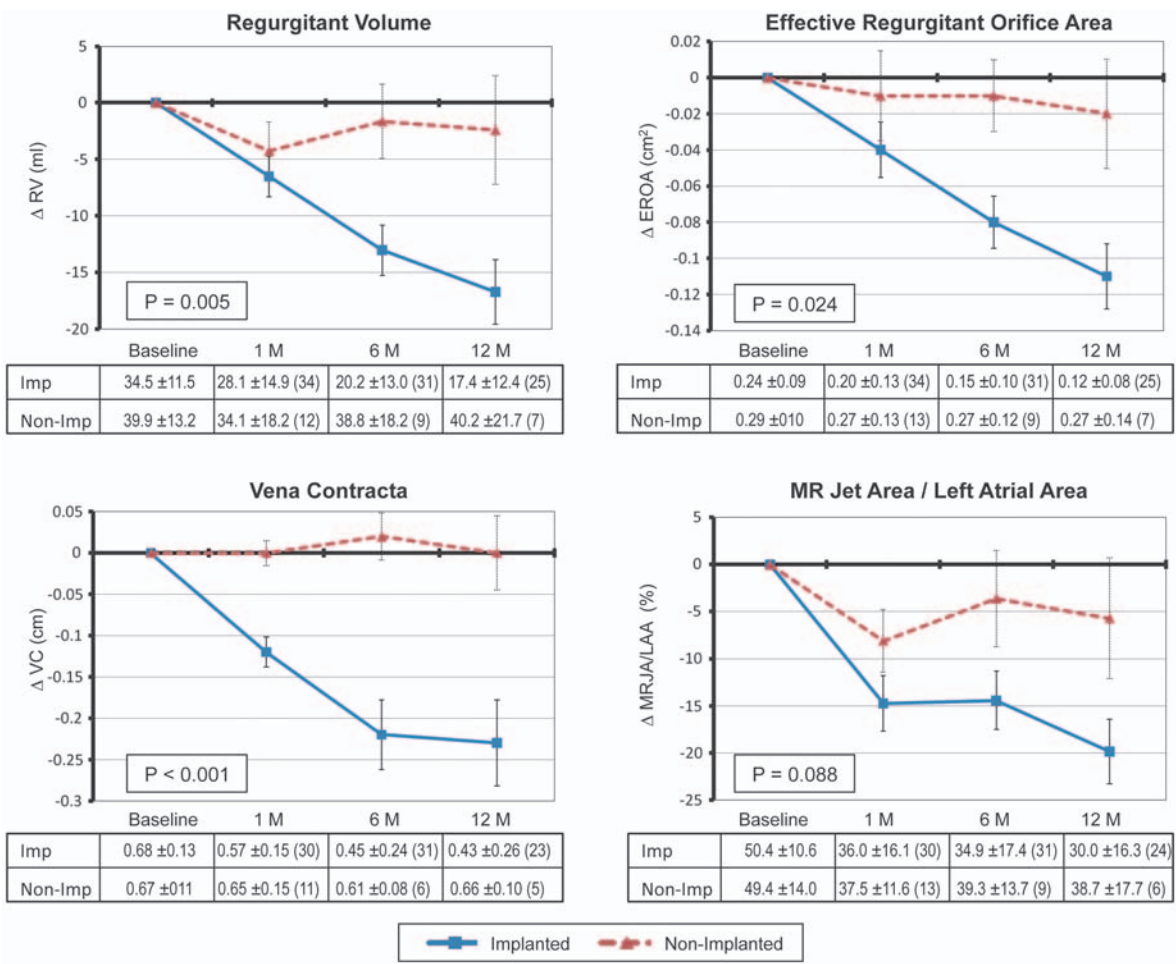 Regurgitant Volume
Δ RV (ml)
5
0
-5
-10
-15
-20
P = 0.005
Baseline 1 M 6 M 12 M
Imp 34.5 ±11.5 28.1 ±14.9 (34) 20.2 ±13.0 (31) 17.4 ±12.4 (25)
Non-Imp 39.9 ±13.2 34.1 ±18.2 (12) 38.8 ±18.2 (9) 40.2 ±21.7 (7)
Effective Regurgitant Orifice Area
Δ EROA (cm²)
0.02
0
-0.02
-0.04
-0.06
-0.08
-0.1
-0.12
-0.14
P = 0.024
Baseline 1 M 6 M 12 M
Imp 0.24 ±0.09 0.20 ±0.13 (34) 0.15 ±0.10 (31) 0.12 ±0.08 (25)
Non-Imp 0.29 ±010 0.27 ±0.13 (13) 0.27 ±0.12 (9) 0.27 ±0.14 (7)
Vena Contracta
Δ VC (cm)
0.05
0
-0.05
-0.1
-0.15
-0.2
-0.25
-0.3
P < 0.001
Baseline 1 M 6 M 12 M
Imp 0.68 ±0.13 0.57 ±0.15 (30) 0.45 ±0.24 (31) 0.43 ±0.26 (23)
Non-Imp 0.67 ±011 0.65 ±0.15 (11) 0.61 ±0.08 (6) 0.66 ±0.10 (5)
MR Jet Area / Left Atrial Area
Δ MRJA/LAA (%)
5
0
-5
-10
-15
-20
-25
P = 0.088
Baseline 1 M 6 M 12 M
Imp 50.4 ±10.6 36.0 ±16.1 (30) 34.9 ±17.4 (31) 30.0 ±16.3 (24)
Non-Imp 49.4 ±14.0 37.5 ±11.6 (13) 39.3 ±13.7 (9) 38.7 ±17.7 (6)
Implanted Non-Implanted